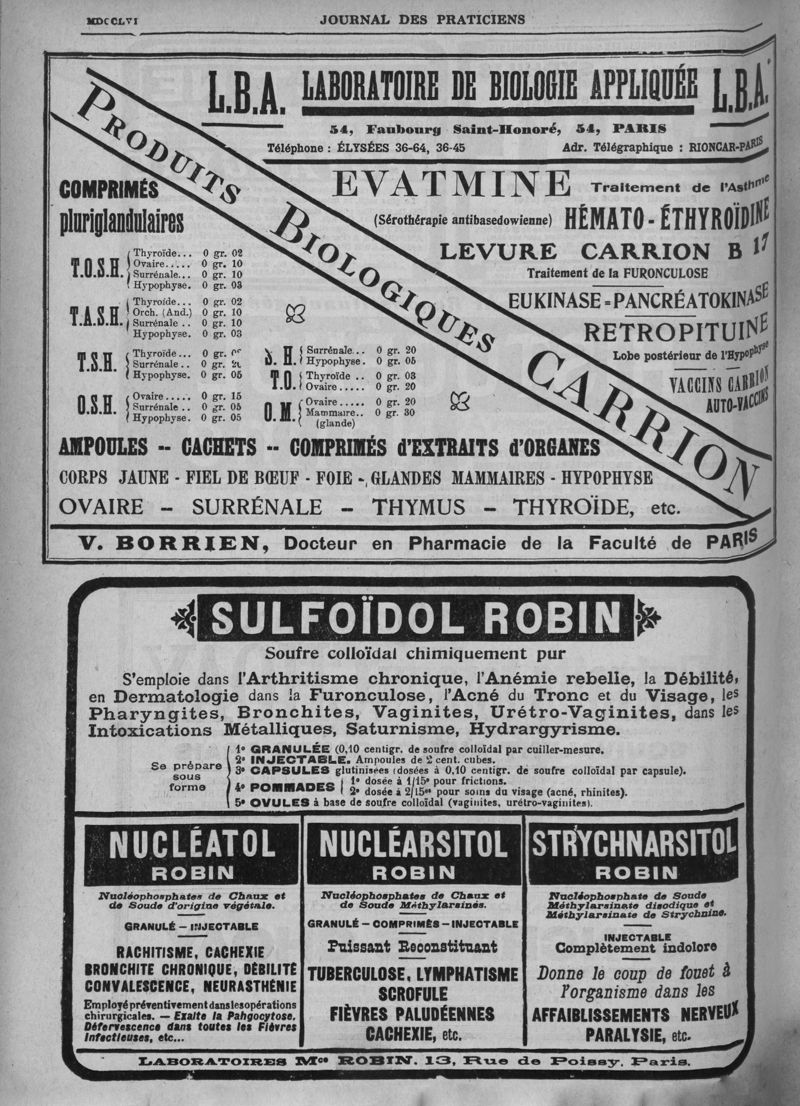 MDCCLVI
JOURNAL DES PRATICIENS
L.B.A. LABORATOIRE DE BIOLOGIE APPLIQUÉE L.B.A.
54, Faubourg Saint-Honoré, 54, PARIS
Téléphone : ÉLYSÉES 36-64, 36-45
Adr. Télégraphique : RIONCAR-PARIS
PRODUITS BIOLOGIQUES CARRION
EVATMINE Traitement de l'Asthme
(Sérothérapie antibasedowienne) HÉMATO-ÉTHYROÏDINE
LEVURE CARRION B 17
Traitement de la FURONCULOSE
EUKINASE=PANCRÉATOKINASE
RETROPITUINE
Lobe postérieur de l'Hypophyse
VACCINS CARRION
AUTO-VACCINS
COMPRIMÉS
pluriglandulaires
T.O.S.H.
Thyroïde... 0 gr. 02
Ovaire..... 0 gr. 10
Surrénale... 0 gr. 10
Hypophyse. 0 gr. 03
T.A.S.H.
Thyroïde... 0 gr. 02
Orch. (And.) 0 gr. 10
Surrénale .. 0 gr. 10
Hypophyse. 0 gr. 03
T.S.H.
Thyroïde... 0 gr.
Surrénale.. 0 gr.
Hypophyse. 0 gr. 05
O.S.H.
Ovaire..... 0 gr. 15
Surrénale .. 0 gr. 05
Hypophyse. 0 gr. 05
S. H.
Surrénale.. 0 gr. 20
Hypophyse. 0 gr. 05
T.O.
Thyroïde .. 0 gr. 03
Ovaire..... 0 gr. 20
O.M.
Ovaire..... 0 gr. 20
Mammaire.. 0 gr. 30
(glande)
AMPOULES -- CACHETS -- COMPRIMÉS d'EXTRAITS d'ORGANES
CORPS JAUNE - FIEL DE BŒUF - FOIE - GLANDES MAMMAIRES - HYPOPHYSE
OVAIRE – SURRÉNALE – THYMUS – THYROÏDE, etc.
V. BORRIEN, Docteur en Pharmacie de la Faculté de PARIS
SULFOÏDOL ROBIN
Soufre colloïdal chimiquement pur
S'emploie dans l'Arthritisme chronique, l'Anémie rebelle, la Débilité,
en Dermatologie dans la Furonculose, l'Acné du Tronc et du Visage, les
Pharyngites, Bronchites, Vaginites, Urétro-Vaginites, dans les
Intoxications Métalliques, Saturnisme, Hydrargyrisme.
Se prépare
sous
forme
1º GRANULÉE (0,10 centigr. de soufre colloïdal par cuiller-mesure.
2º INJECTABLE. Ampoules de 2 cent. cubes.
3º CAPSULES glutinisées (dosées à 0,10 centigr. de soufre colloïdal par capsule).
4º POMMADES
1º dosée à 1/15e pour frictions.
2º dosée à 2/15es pour soins du visage (acné, rhinites).
5º OVULES à base de soufre colloïdal (vaginites, urétro-vaginites).
NUCLÉATOL
ROBIN
Nucléophosphates de Chaux et
de Soude d'origine végétale.
GRANULÉ – INJECTABLE
RACHITISME, CACHEXIE
BRONCHITE CHRONIQUE, DÉBILITÉ
CONVALESCENCE, NEURASTHÉNIE
Employé préventivement dans les opérations
chirurgicales. — Exalte la Pahgocytose.
Défervescence dans toutes les Fièvres
Infectieuses, etc...
NUCLÉARSITOL
ROBIN
Nucléophosphates de Chaux et
de Soude Méthylarsinés.
GRANULÉ – COMPRIMÉS – INJECTABLE
Puissant Reconstituant
TUBERCULOSE, LYMPHATISME
SCROFULE
FIÈVRES PALUDÉENNES
CACHEXIE, etc.
STRYCHNARSITOL
ROBIN
Nucléophosphate de Soude
Méthylarsinate disodique et
Méthylarsinate de Strychnine.
INJECTABLE
Complètement indolore
Donne le coup de fouet à
l'organisme dans les
AFFAIBLISSEMENTS NERVEUX
PARALYSIE, etc.
LABORATOIRES Mce ROBIN. 13, Rue de Poissy. Paris.